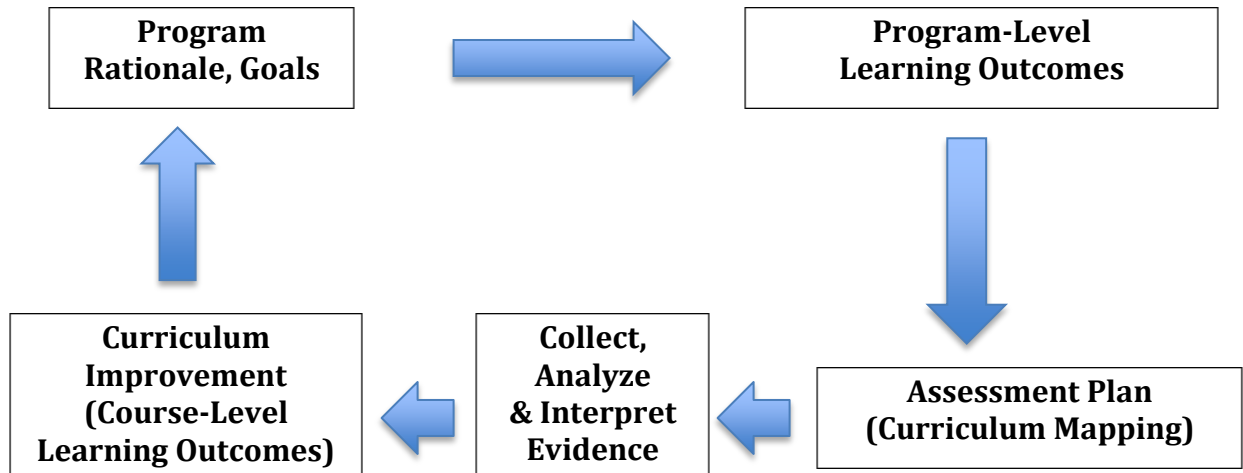 Program
Rationale, Goals
Program-Level
Learning Outcomes
Curriculum
Improvement
(Course-Level
Learning Outcomes)
Collect,
Analyze
& Interpret
Evidence
Assessment Plan
(Curriculum Mapping)